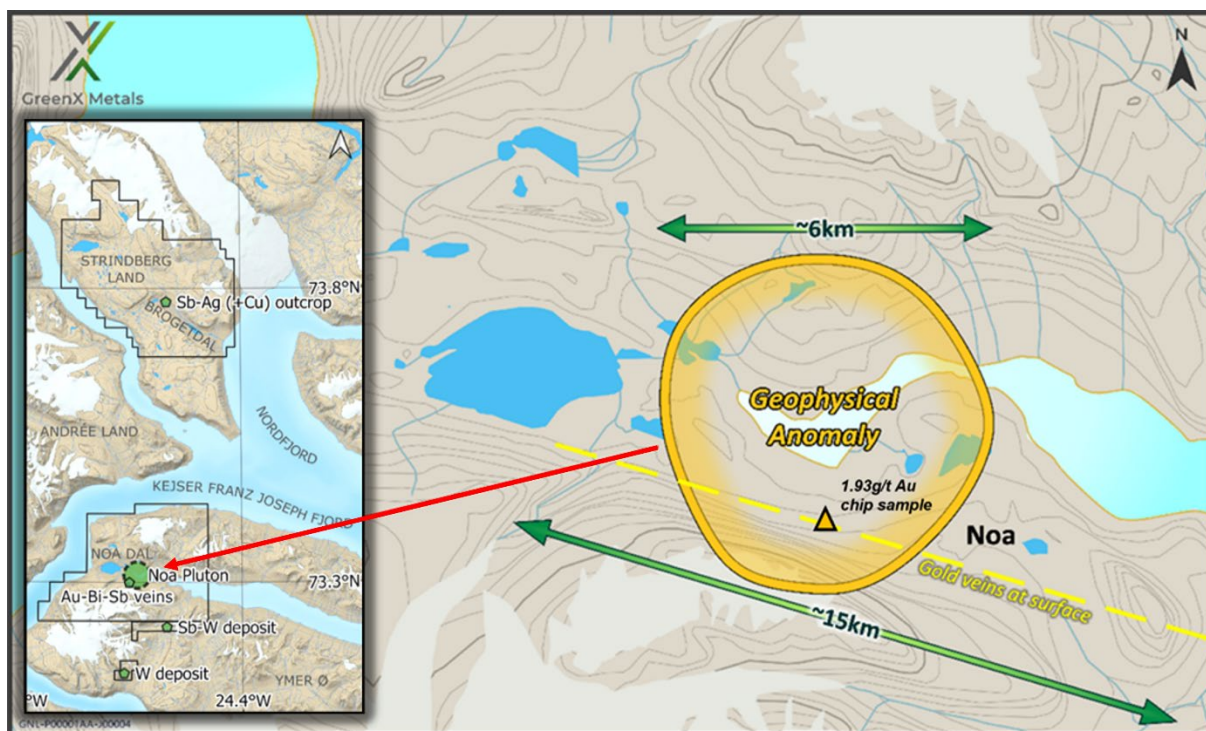 GreenX Metals
N
STRINDBERG
LAND
73.8°N
Sb-Ag (+Cu) outcrop
BROGETDAL
NORDFJORD
ANDRÉE LAND
KEJSER FRANZ JOSEPH FJORD
NOA DAL
Noa Pluton
73.3°N
Au-Bi-Sb veins
Sb-W deposit
W deposit
YMER Ø
°W
24.4°W
GNL-P00001AA-J00004
~6km
Geophysical
Anomaly
1.93g/t Au
chip sample
Noa
Gold veins at surface
~15km